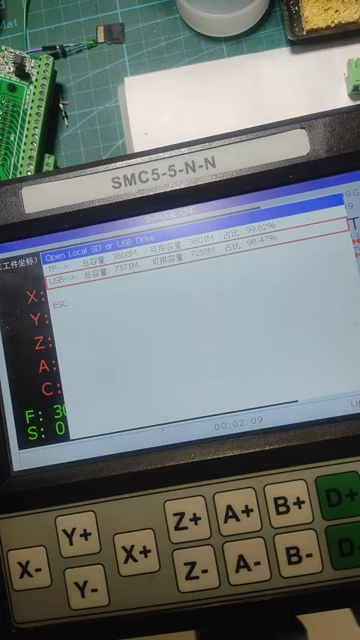 SMC5-5-N-N
Open Local SD or USB Drive
(工件坐标)
TF-->: 总容量: 3808M 可用容量: 3801M 占比: 99.82%
USB-->: 总容量: 7371M 可用容量: 7259M 占比: 98.47%
ESC
X:
Y:
Z:
A:
C:
F: 30
S: 0
00:02:09
X- Y+ Y- X+ Z+ A+ B+ D+
Z- A- B- D-